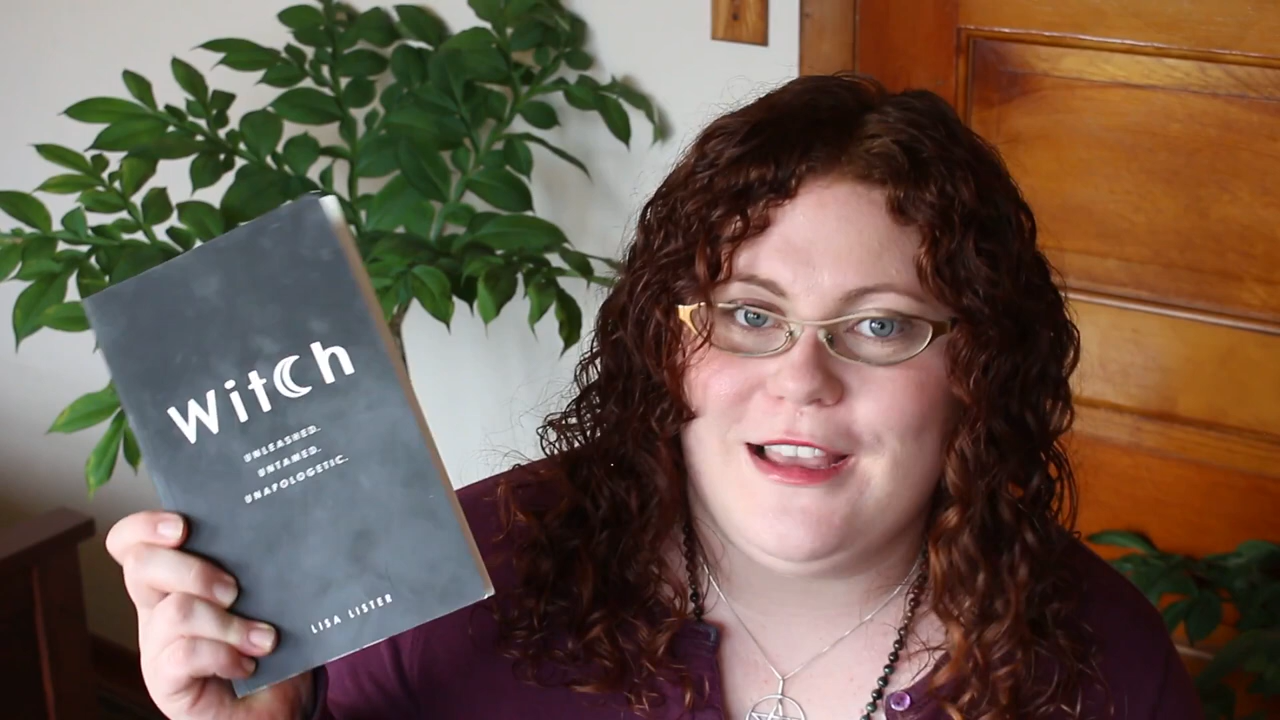 Witch
UNLEASHED.
UNTAMED.
UNAPOLOGETIC.
LISA LISTER